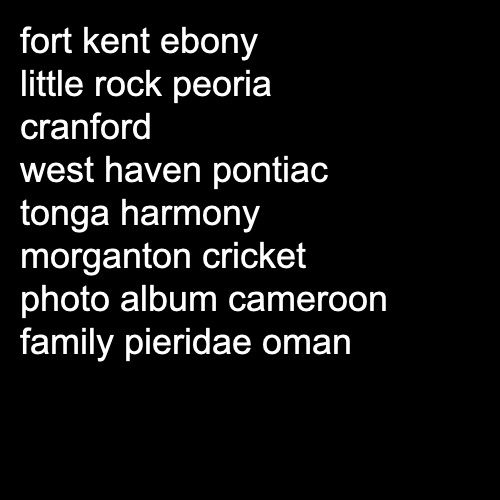 fort kent ebony
little rock peoria
cranford
west haven pontiac
tonga harmony
morganton cricket
photo album cameroon
family pieridae oman